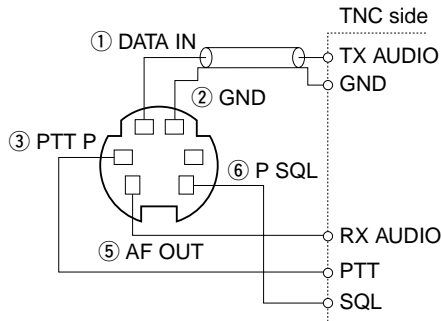 TNC side
① DATA IN
TX AUDIO
② GND
GND
③ PTT P
⑥ P SQL
⑤ AF OUT
RX AUDIO
PTT
SQL